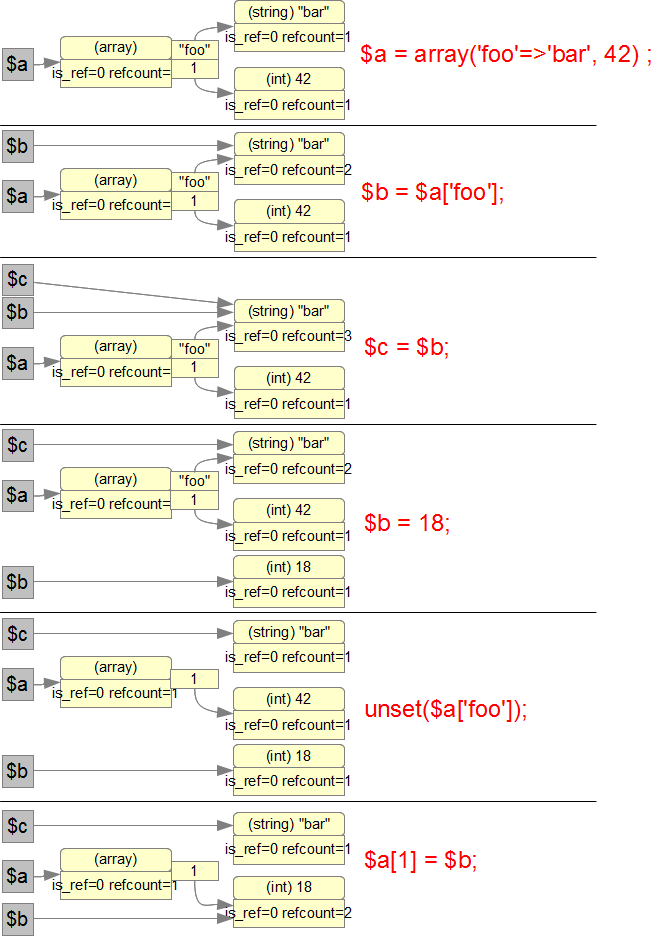 (string) "bar"
is_ref=0 refcount=1
$a
(array)
is_ref=0 refcount=
"foo"
1
(int) 42
is_ref=0 refcount=1
$a = array('foo'=>'bar', 42) ;
$b
(string) "bar"
is_ref=0 refcount=2
$a
(array)
is_ref=0 refcount=
"foo"
1
(int) 42
is_ref=0 refcount=1
$b = $a['foo'];
$c
$b
(string) "bar"
is_ref=0 refcount=3
$a
(array)
is_ref=0 refcount=
"foo"
1
(int) 42
is_ref=0 refcount=1
$c = $b;
$c
(string) "bar"
is_ref=0 refcount=2
$a
(array)
is_ref=0 refcount=
"foo"
1
(int) 42
is_ref=0 refcount=1
$b
(int) 18
is_ref=0 refcount=1
$b = 18;
$c
(string) "bar"
is_ref=0 refcount=1
$a
(array)
is_ref=0 refcount=1
1
(int) 42
is_ref=0 refcount=1
$b
(int) 18
is_ref=0 refcount=1
unset($a['foo']);
$c
(string) "bar"
is_ref=0 refcount=1
$a
(array)
is_ref=0 refcount=1
1
(int) 18
is_ref=0 refcount=2
$b
$a[1] = $b;